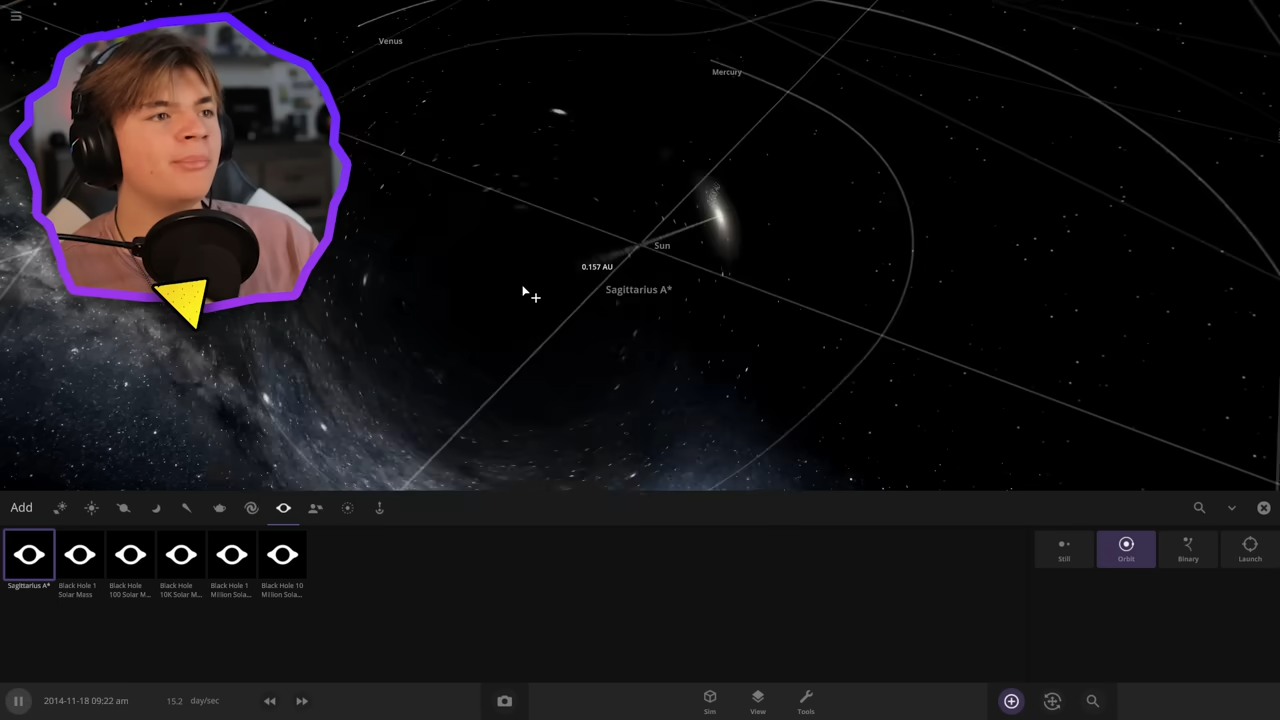 Venus
Mercury
Sun
0.157 AU
Sagittarius A*
Add
Sagittarius A*
Black Hole 1
Solar Mass
Black Hole
100 Solar M...
Black Hole
10K Solar M...
Black Hole 1
Million Sola...
Black Hole 10
Million Sola...
Still
Orbit
Binary
Launch
2014-11-18 09:22 am
15.2 day/sec
Sim
View
Tools